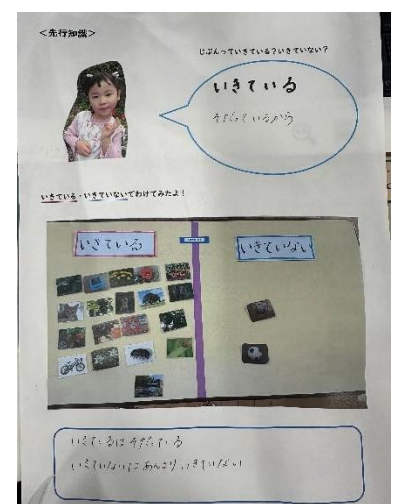 <先行知識>
じぶんっていきている?いきていない?
いきている
そだっているから
いきている・いきていないでわけてみたよ!
いきている
いきていない
いきているはそだっている
いきていないはあんまりいきていない